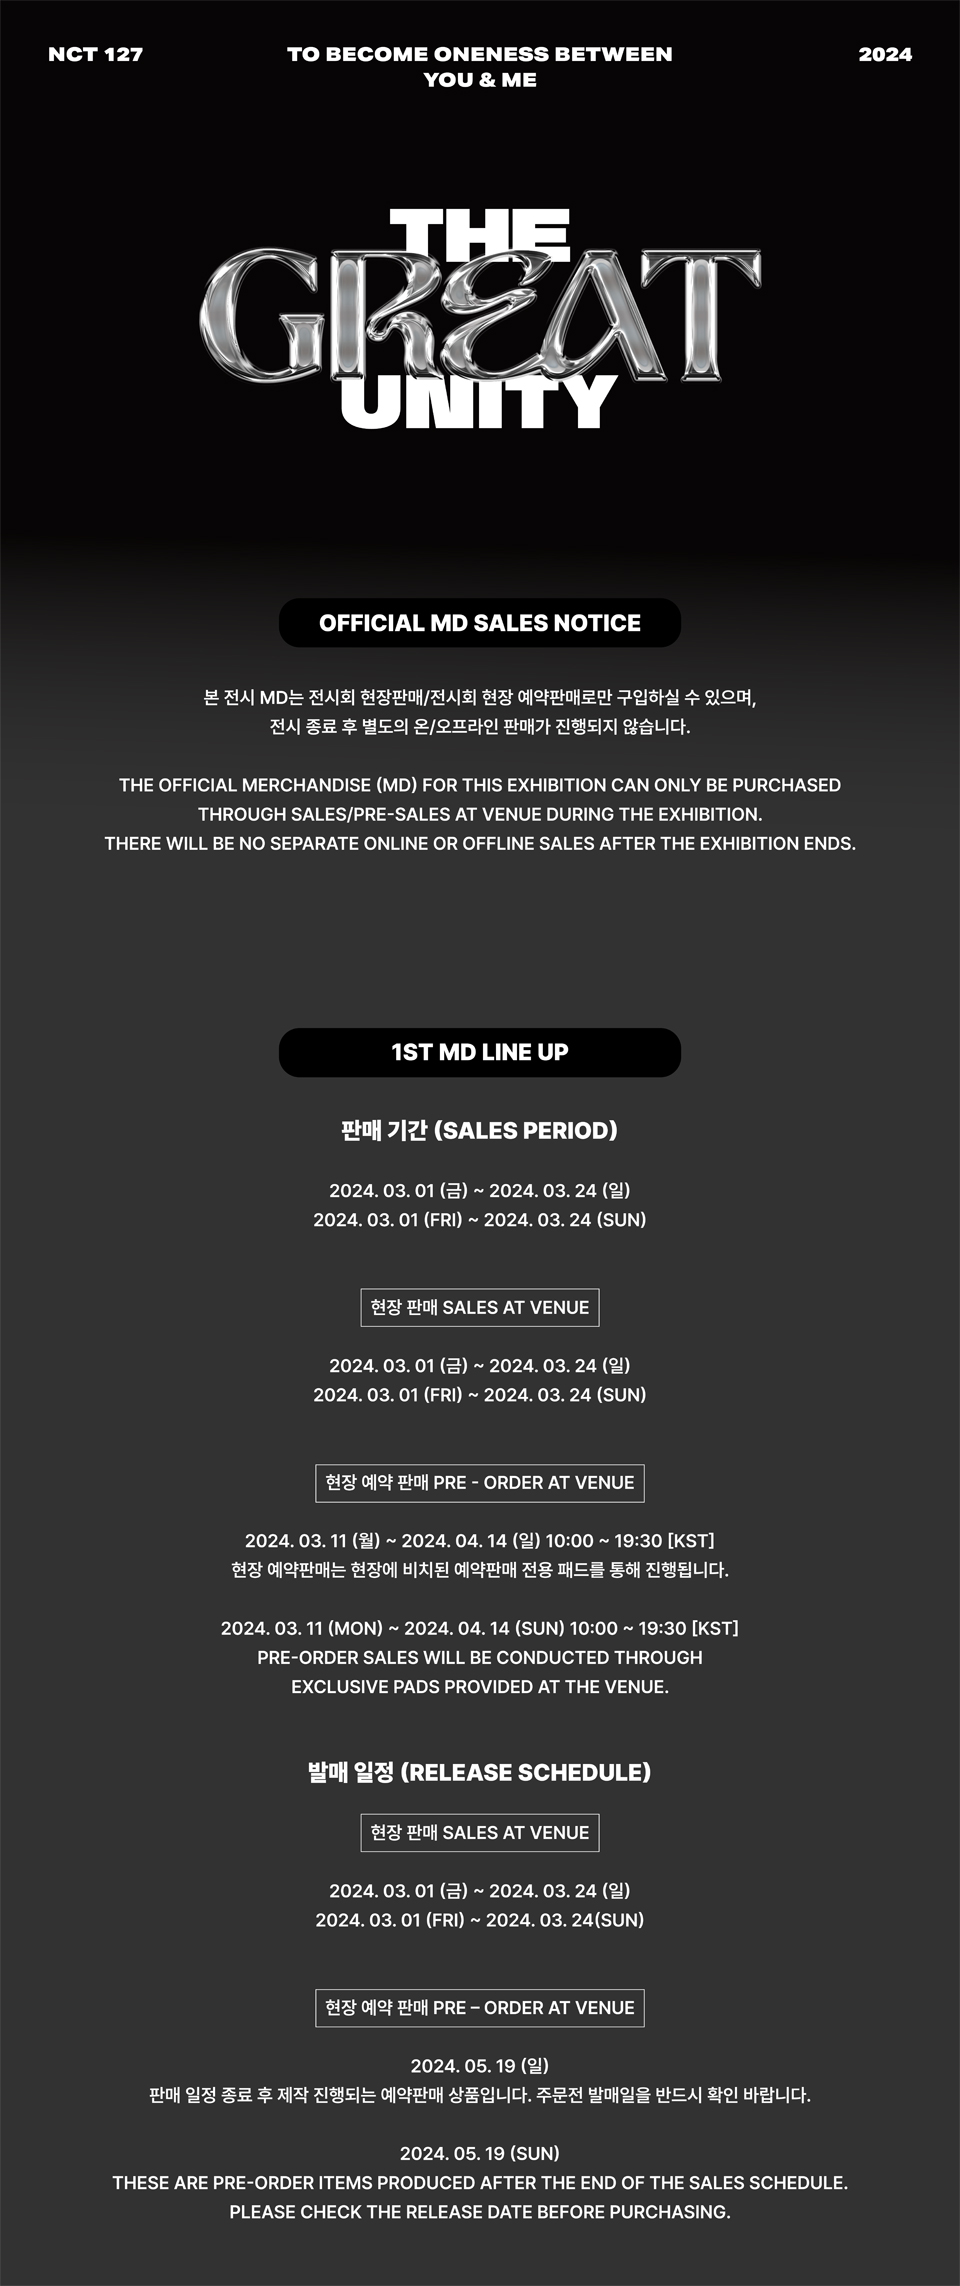 NCT 127
TO BECOME ONENESS BETWEEN
YOU & ME
2024
THE
GREAT
UNITY
OFFICIAL MD SALES NOTICE
본 전시 MD는 전시회 현장판매/전시회 현장 예약판매로만 구입하실 수 있으며,
전시 종료 후 별도의 온/오프라인 판매가 진행되지 않습니다.
THE OFFICIAL MERCHANDISE (MD) FOR THIS EXHIBITION CAN ONLY BE PURCHASED
THROUGH SALES/PRE-SALES AT VENUE DURING THE EXHIBITION.
THERE WILL BE NO SEPARATE ONLINE OR OFFLINE SALES AFTER THE EXHIBITION ENDS.
1ST MD LINE UP
판매 기간 (SALES PERIOD)
2024. 03. 01 (금) ~ 2024. 03. 24 (일)
2024. 03. 01 (FRI) ~ 2024. 03. 24 (SUN)
현장 판매 SALES AT VENUE
2024. 03. 01 (금) ~ 2024. 03. 24 (일)
2024. 03. 01 (FRI) ~ 2024. 03. 24 (SUN)
현장 예약 판매 PRE - ORDER AT VENUE
2024. 03. 11 (월) ~ 2024. 04. 14 (일) 10:00 ~ 19:30 [KST]
현장 예약판매는 현장에 비치된 예약판매 전용 패드를 통해 진행됩니다.
2024. 03. 11 (MON) ~ 2024. 04. 14 (SUN) 10:00 ~ 19:30 [KST]
PRE-ORDER SALES WILL BE CONDUCTED THROUGH
EXCLUSIVE PADS PROVIDED AT THE VENUE.
발매 일정 (RELEASE SCHEDULE)
현장 판매 SALES AT VENUE
2024. 03. 01 (금) ~ 2024. 03. 24 (일)
2024. 03. 01 (FRI) ~ 2024. 03. 24(SUN)
현장 예약 판매 PRE – ORDER AT VENUE
2024. 05. 19 (일)
판매 일정 종료 후 제작 진행되는 예약판매 상품입니다. 주문전 발매일을 반드시 확인 바랍니다.
2024. 05. 19 (SUN)
THESE ARE PRE-ORDER ITEMS PRODUCED AFTER THE END OF THE SALES SCHEDULE.
PLEASE CHECK THE RELEASE DATE BEFORE PURCHASING.